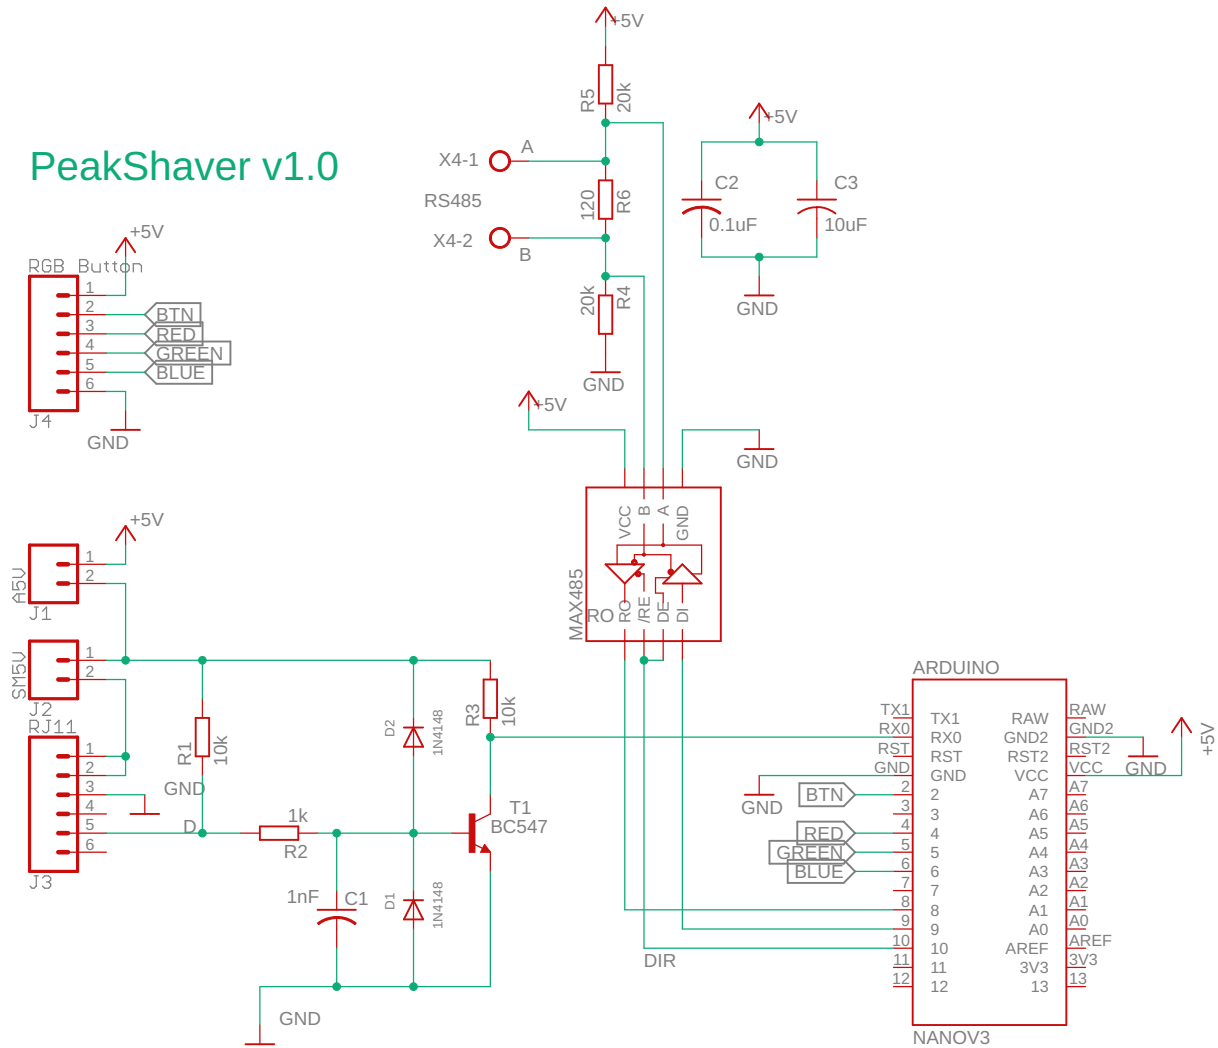 +5V
R5
20k
+5V
PeakShaver v1.0
X4-1
A
RS485
120
R6
C2
0.1uF
C3
10uF
X4-2
B
+5V
RGB Button
1
2
3
4
5
6
BTN
RED
GREEN
BLUE
J4
GND
20k
R4
GND
GND
+5V
GND
VCC
B
A
GND
MAX485
RO
RO
/RE
DE
DI
+5V
1
2
A5V
J1
1
2
SM5V
J2
RJ11
1
2
3
4
5
6
J3
GND
D
R1
10k
1k
R2
1nF
C1
D2
1N4148
D1
1N4148
R3
10k
T1
BC547
GND
DIR
ARDUINO
TX1 TX1 RAW RAW
RX0 RX0 GND2 GND2
RST RST RST2 RST2
GND GND VCC VCC
2 2 A7 A7
3 3 A6 A6
4 4 A5 A5
5 5 A4 A4
6 6 A3 A3
7 7 A2 A2
8 8 A1 A1
9 9 A0 A0
10 10 AREF AREF
11 11 3V3 3V3
12 12 13 13
NANOV3
GND
BTN
RED
GREEN
BLUE
GND
+5V